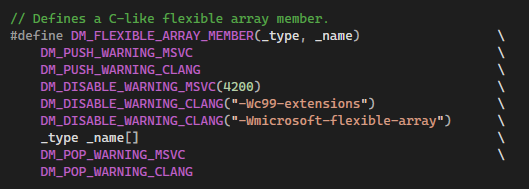 // Defines a C-like flexible array member.
#define DM_FLEXIBLE_ARRAY_MEMBER(_type, _name) \
    DM_PUSH_WARNING_MSVC \
    DM_PUSH_WARNING_CLANG \
    DM_DISABLE_WARNING_MSVC(4200) \
    DM_DISABLE_WARNING_CLANG("-Wc99-extensions") \
    DM_DISABLE_WARNING_CLANG("-Wmicrosoft-flexible-array") \
    _type _name[] \
    DM_POP_WARNING_MSVC \
    DM_POP_WARNING_CLANG